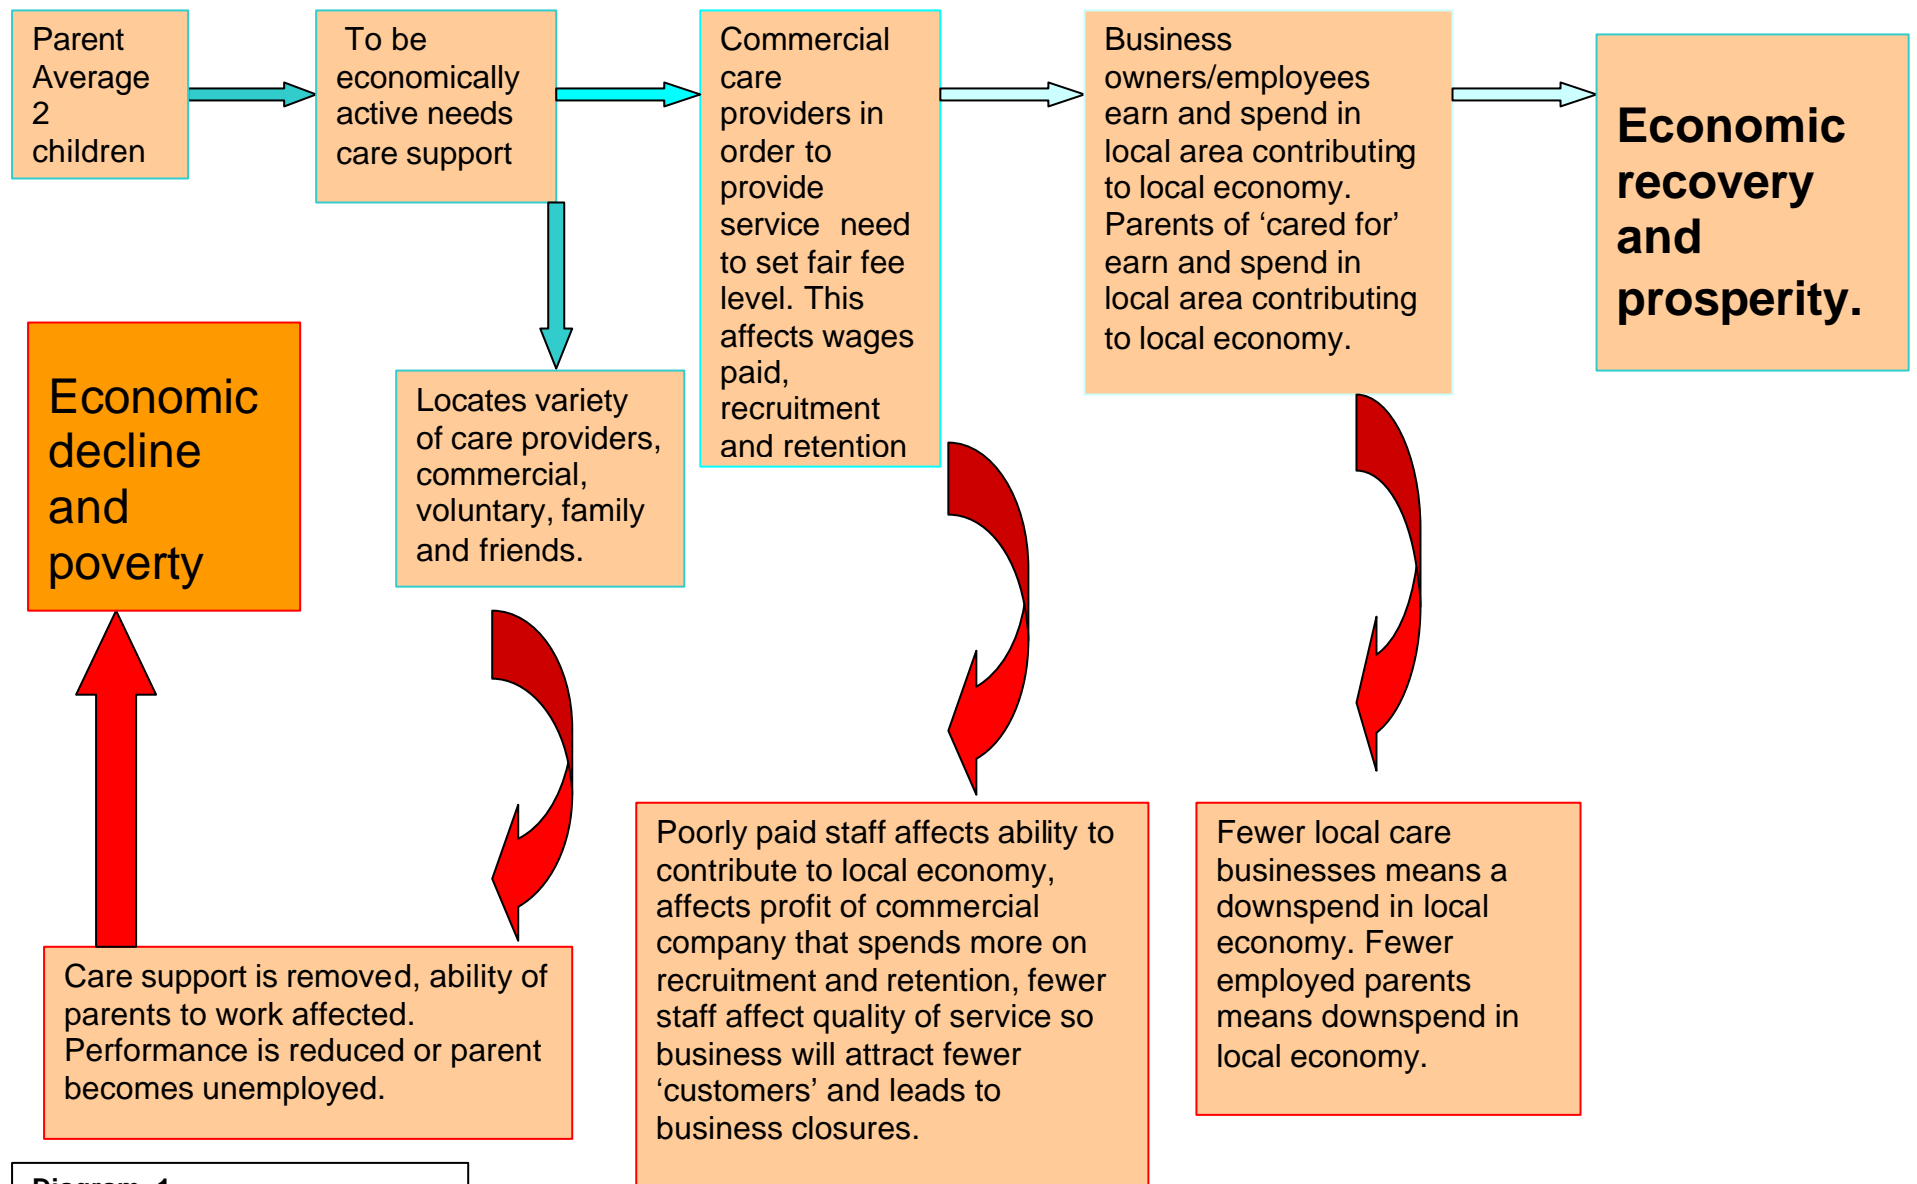 Parent
Average
2
children
To be
economically
active needs
care support
Commercial
care
providers in
order to
provide
service need
to set fair fee
level. This
affects wages
paid,
recruitment
and retention
Business
owners/employees
earn and spend in
local area contributing
to local economy.
Parents of ‘cared for’
earn and spend in
local area contributing
to local economy.
Economic
recovery
and
prosperity.
Economic
decline
and
poverty
Locates variety
of care providers,
commercial,
voluntary, family
and friends.
Care support is removed, ability of
parents to work affected.
Performance is reduced or parent
becomes unemployed.
Poorly paid staff affects ability to
contribute to local economy,
affects profit of commercial
company that spends more on
recruitment and retention, fewer
staff affect quality of service so
business will attract fewer
‘customers’ and leads to
business closures.
Fewer local care
businesses means a
downspend in local
economy. Fewer
employed parents
means downspend in
local economy.
Diagram 1